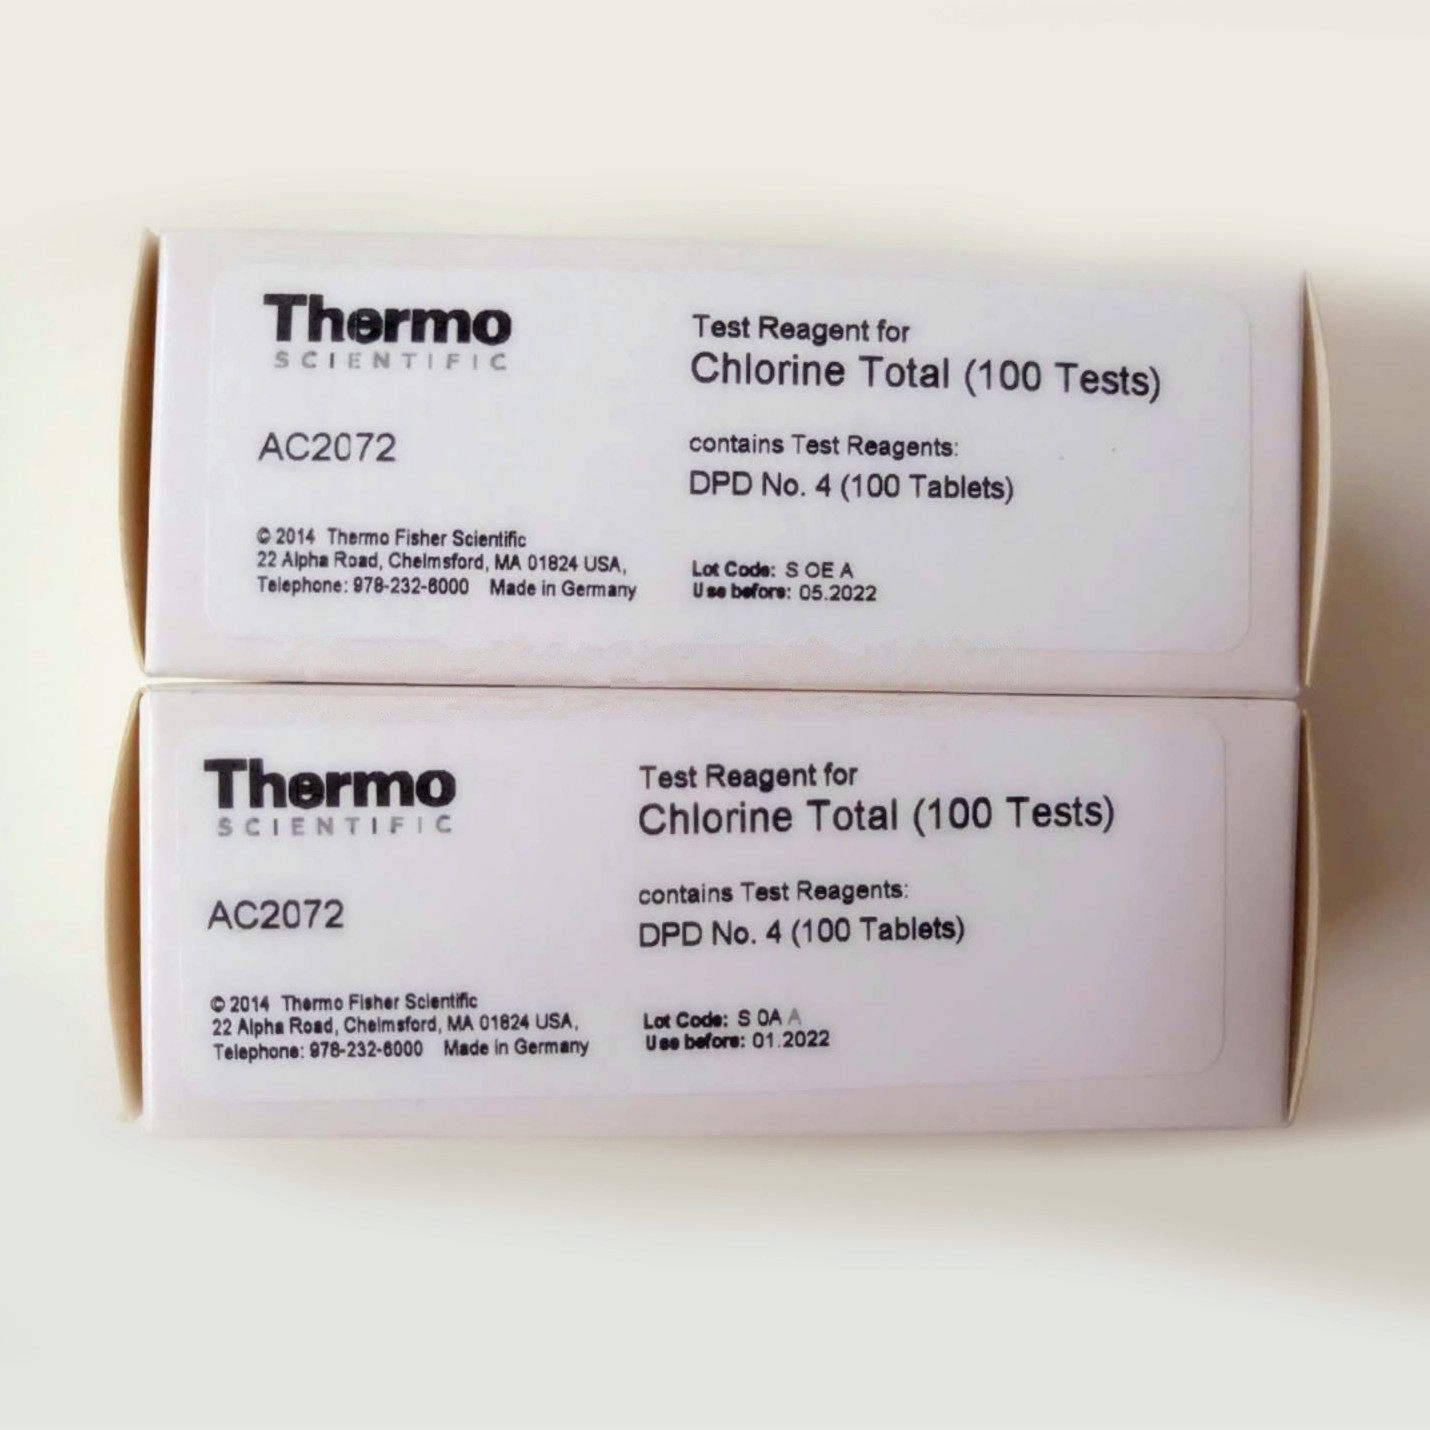 Thermo
SCIENTIFIC
AC2072
© 2014 Thermo Fisher Scientific
22 Alpha Road, Chelmsford, MA 01824 USA,
Telephone: 978-232-6000 Made in Germany
Test Reagent for
Chlorine Total (100 Tests)
contains Test Reagents:
DPD No. 4 (100 Tablets)
Lot Code: S OE A
Use before: 05.2022
Thermo
SCIENTIFIC
AC2072
© 2014 Thermo Fisher Scientific
22 Alpha Road, Chelmsford, MA 01824 USA,
Telephone: 978-232-6000 Made in Germany
Test Reagent for
Chlorine Total (100 Tests)
contains Test Reagents:
DPD No. 4 (100 Tablets)
Lot Code: S 0A A
Use before: 01.2022